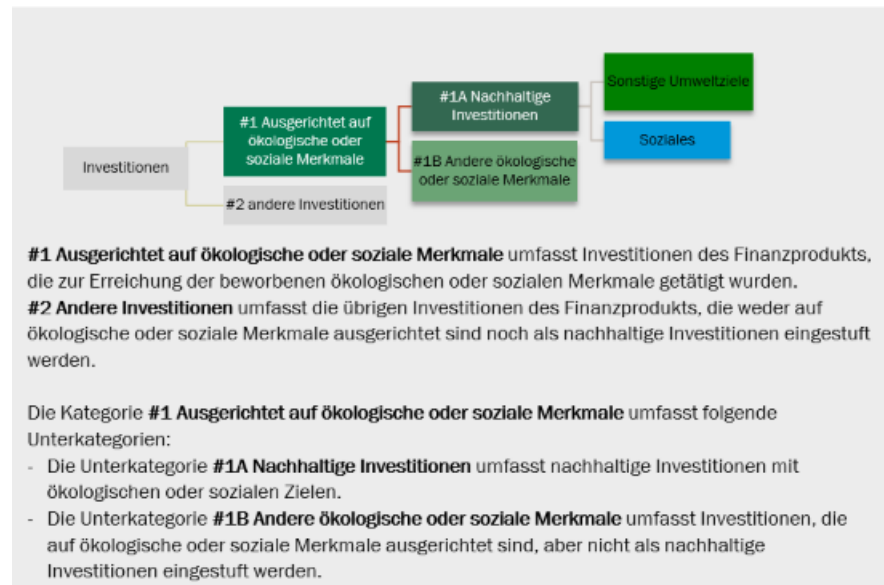 Sonstige Umweltziele
#1A Nachhaltige
Investitionen
#1 Ausgerichtet auf
ökologische oder
soziale Merkmale
Soziales
Investitionen
#1B Andere ökologische
oder soziale Merkmale
#2 andere Investitionen
#1 Ausgerichtet auf ökologische oder soziale Merkmale umfasst Investitionen des Finanzprodukts,
die zur Erreichung der beworbenen ökologischen oder sozialen Merkmale getätigt wurden.
#2 Andere Investitionen umfasst die übrigen Investitionen des Finanzprodukts, die weder auf
ökologische oder soziale Merkmale ausgerichtet sind noch als nachhaltige Investitionen eingestuft
werden.
Die Kategorie #1 Ausgerichtet auf ökologische oder soziale Merkmale umfasst folgende
Unterkategorien:
- Die Unterkategorie #1A Nachhaltige Investitionen umfasst nachhaltige Investitionen mit
ökologischen oder sozialen Zielen.
- Die Unterkategorie #1B Andere ökologische oder soziale Merkmale umfasst Investitionen, die
auf ökologische oder soziale Merkmale ausgerichtet sind, aber nicht als nachhaltige
Investitionen eingestuft werden.